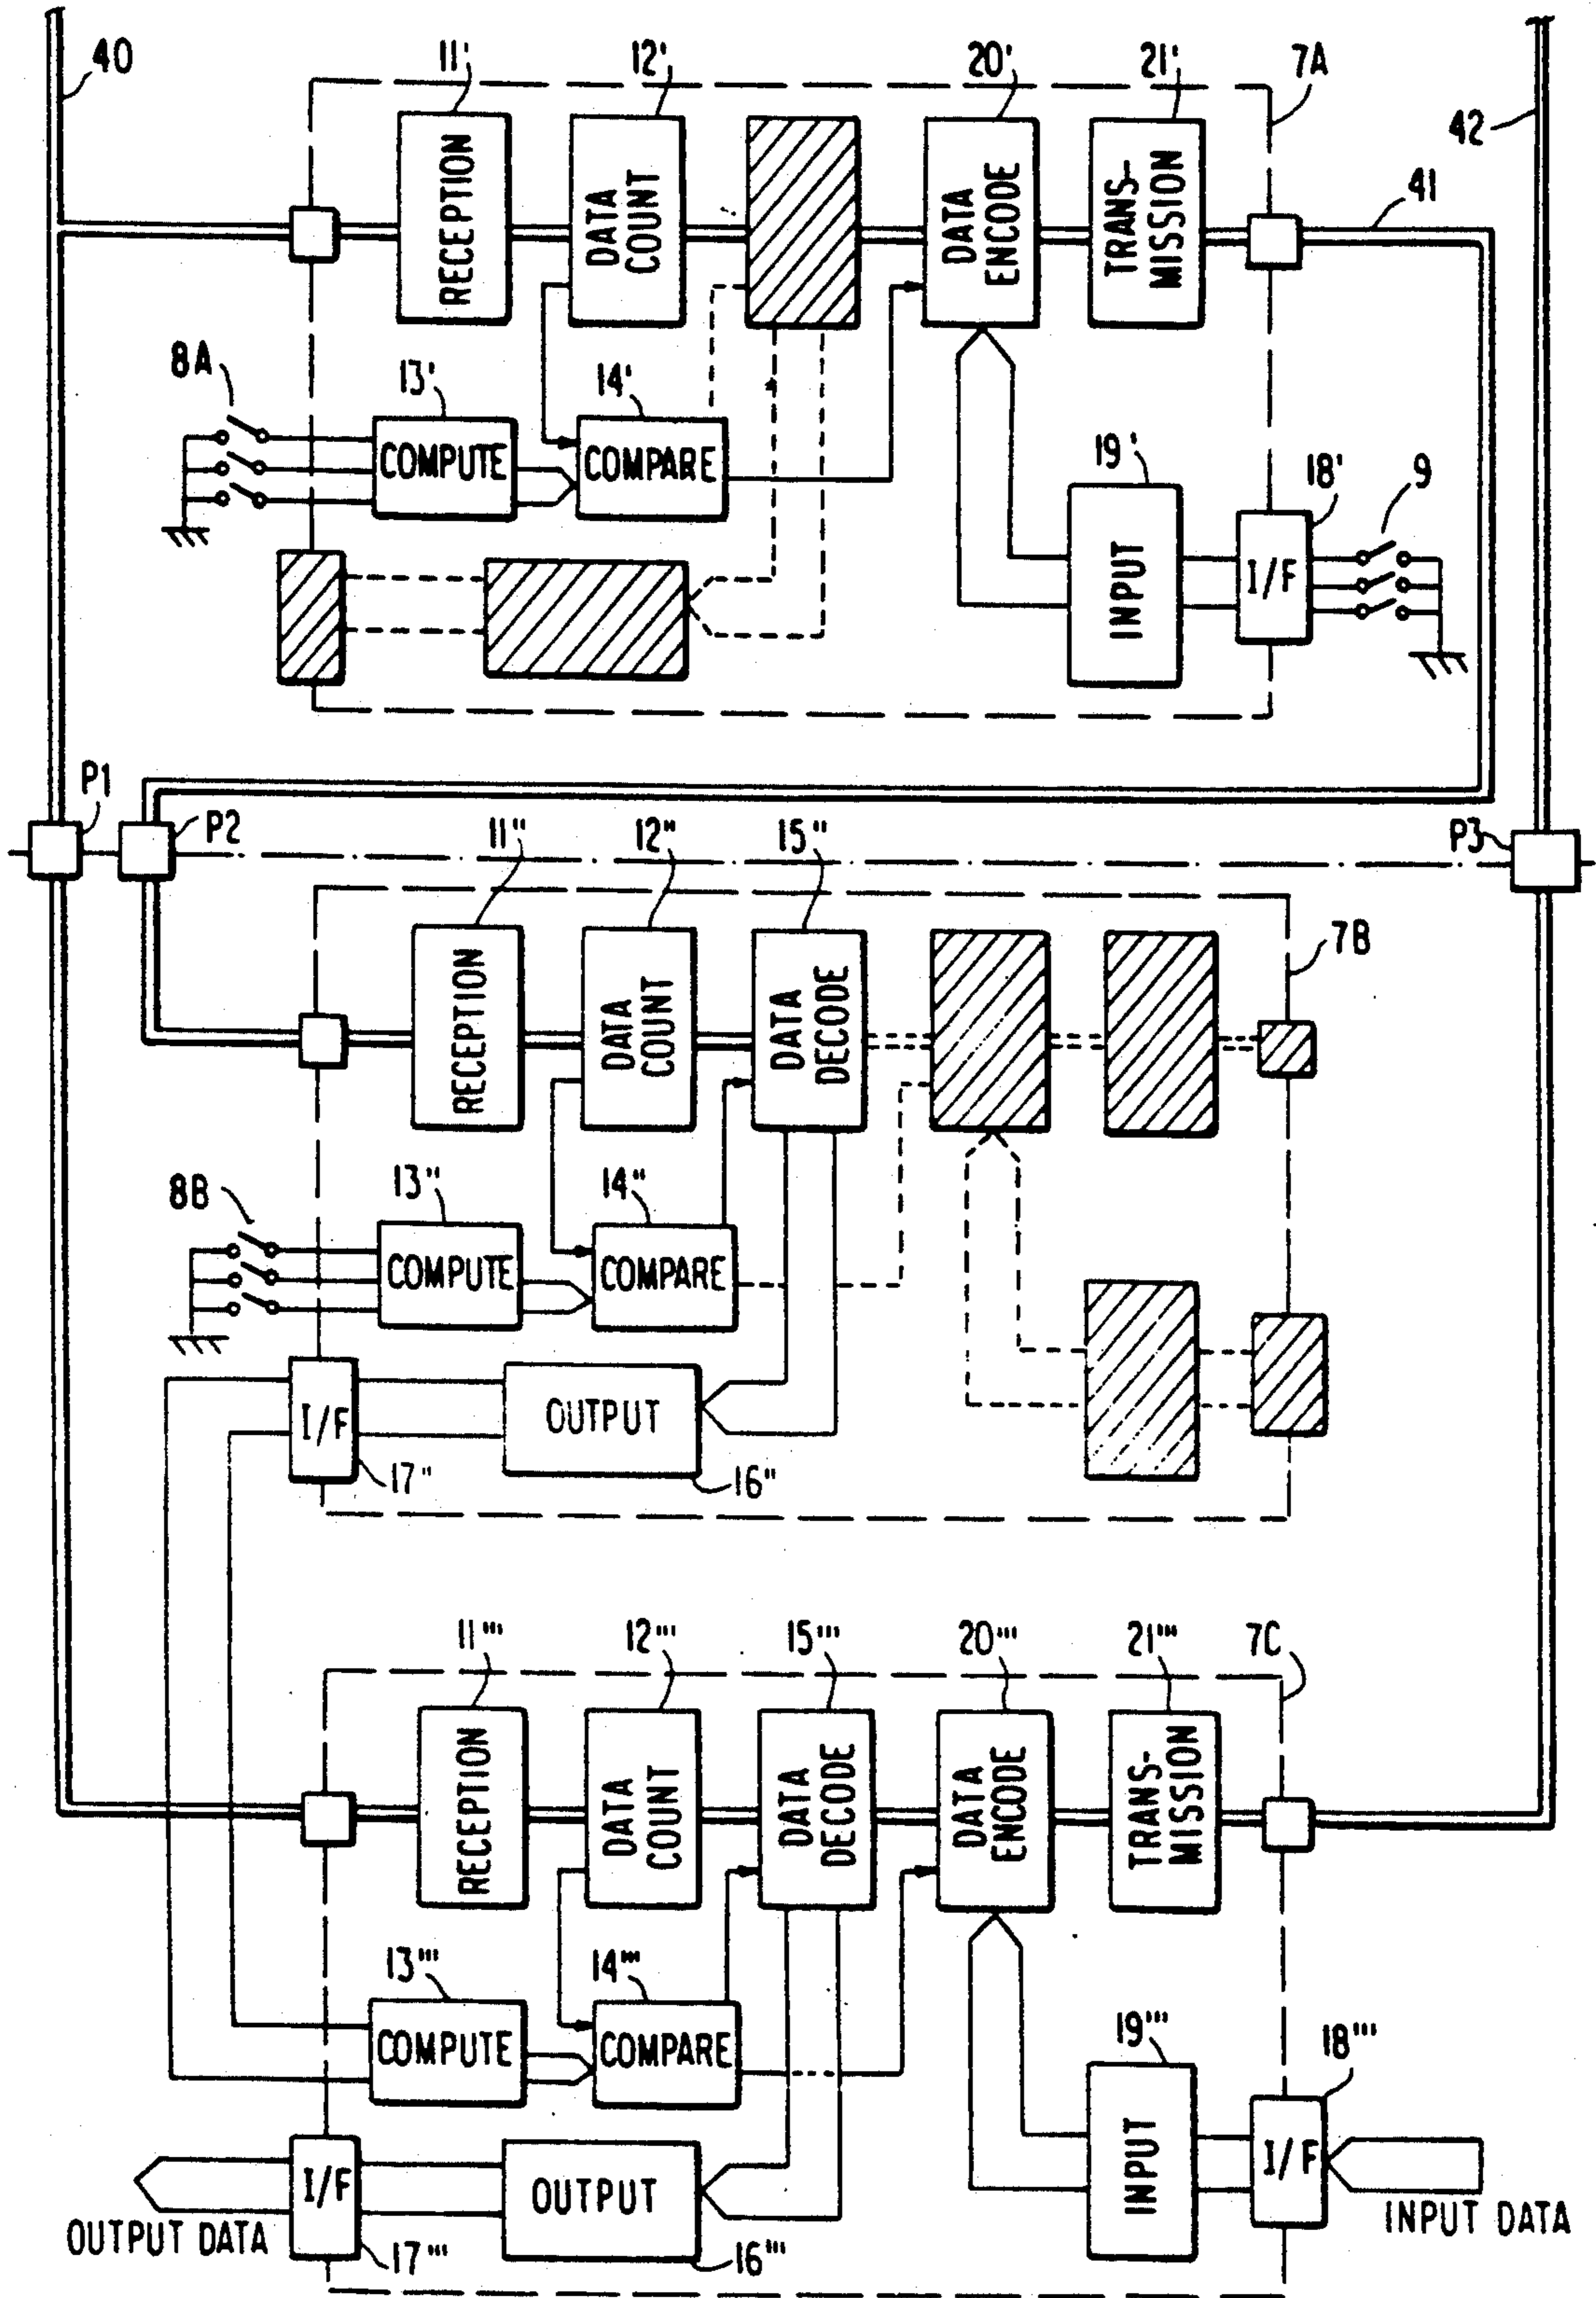 40
11'
12'
20'
21'
7A
42
41
RECEPTION
DATA COUNT
DATA ENCODE
TRANS-MISSION
8A
13'
14'
COMPUTE
COMPARE
19'
18'
9
INPUT
I/F
P1
P2
P3
11"
12"
15"
7B
RECEPTION
DATA COUNT
DATA DECODE
8B
13"
14"
COMPUTE
COMPARE
I/F
OUTPUT
17"
16"
11'''
12'''
15'''
20'''
21'''
7C
RECEPTION
DATA COUNT
DATA DECODE
DATA ENCODE
TRANS-MISSION
13'''
14'''
COMPUTE
COMPARE
19'''
18'''
INPUT
I/F
I/F
OUTPUT
OUTPUT DATA
INPUT DATA
17'''
16'''